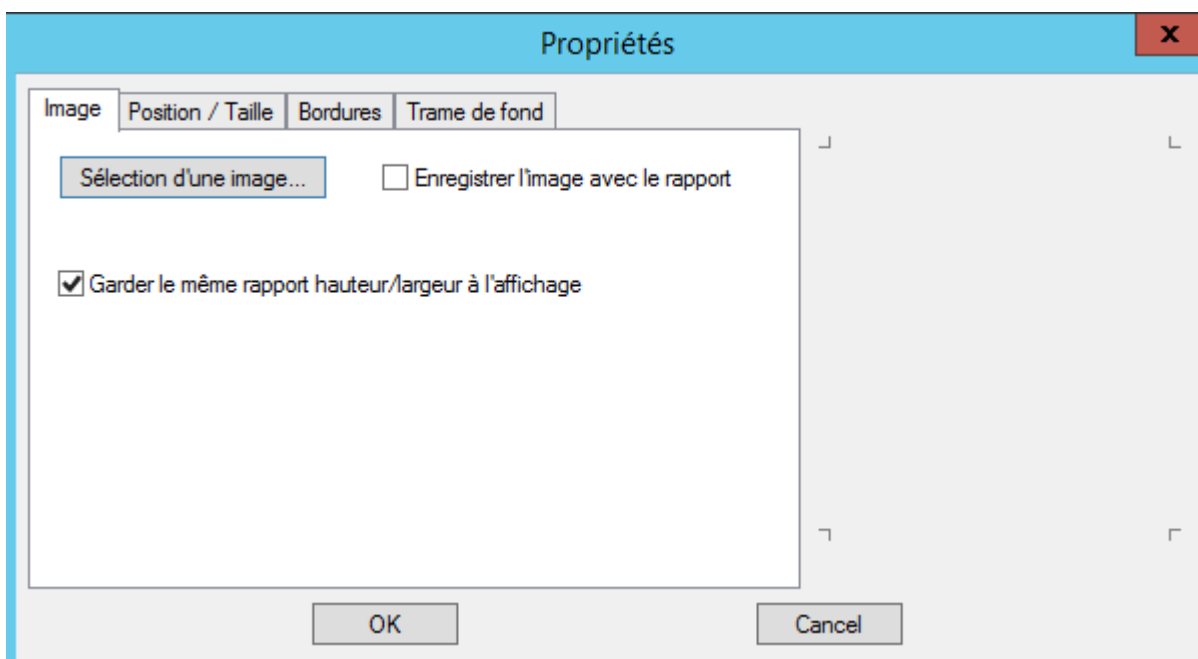 Propriétés
x
Image Position / Taille Bordures Trame de fond
Sélection d'une image... Enregistrer l'image avec le rapport
Garder le même rapport hauteur/largeur à l'affichage
OK Cancel